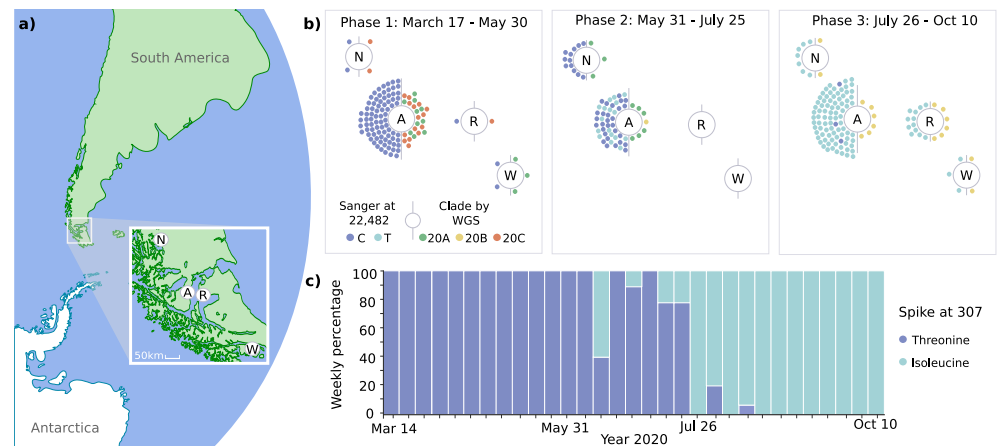 a)
South America
N
A R
W
50km
Antarctica
b)
Phase 1: March 17 - May 30
N
A
R
W
Sanger at
22,482
Clade by
WGS
C T
20A 20B 20C
Phase 2: May 31 - July 25
N
A
R
W
Phase 3: July 26 - Oct 10
N
A
R
W
c)
Weekly percentage
100
80
60
40
20
0
Mar 14 May 31 Jul 26 Oct 10
Year 2020
Spike at 307
Threonine
Isoleucine